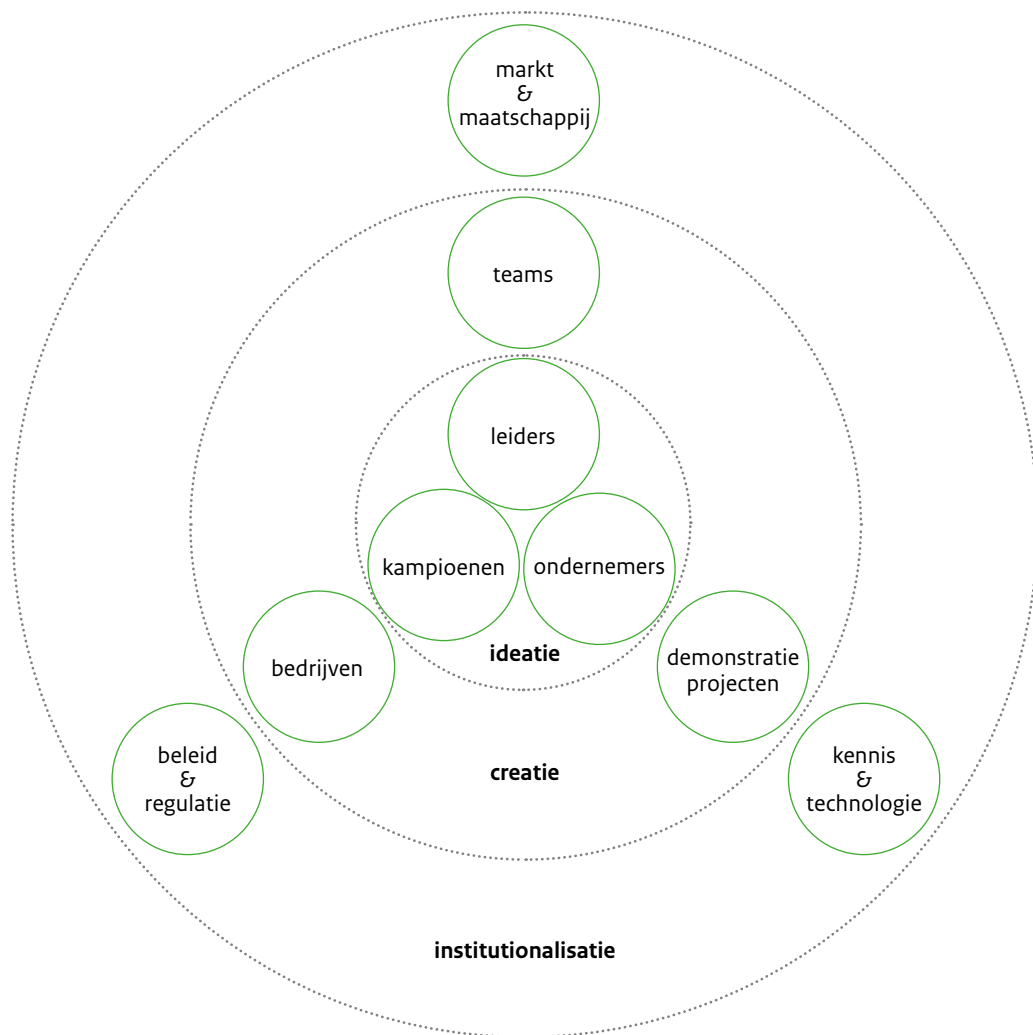 markt
&
maatschappij
teams
leiders
kampioenen
ondernemers
ideatie
bedrijven
demonstratie
projecten
creatie
beleid
&
regulatie
kennis
&
technologie
institutionalisatie